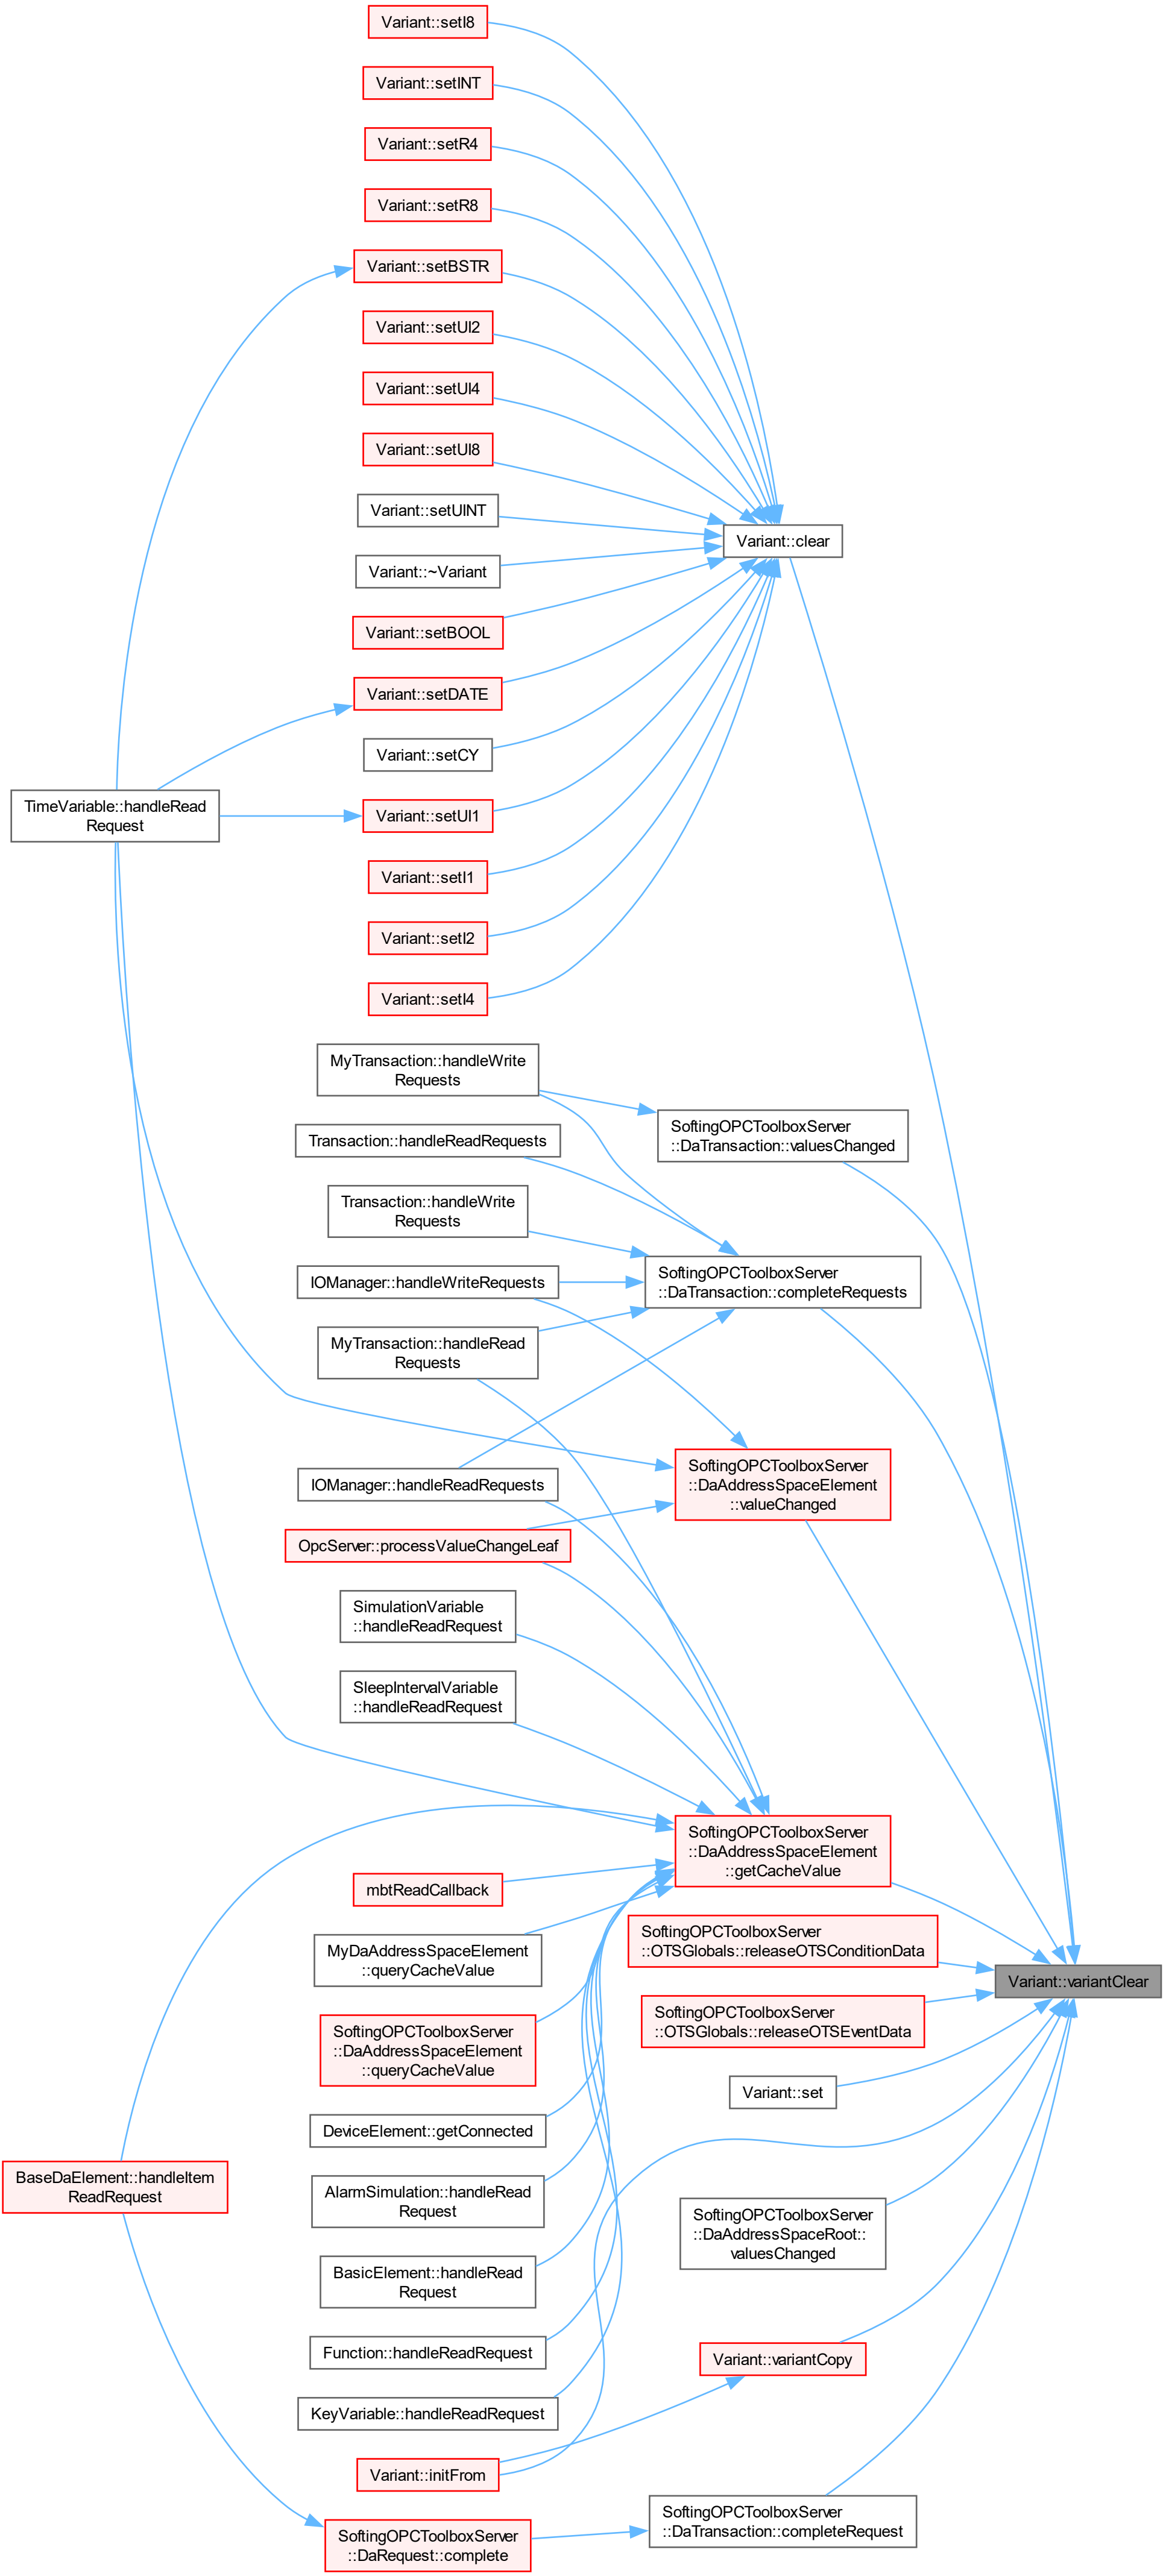 Variant::setI8
Variant::setINT
Variant::setR4
Variant::setR8
Variant::setBSTR
Variant::setUI2
Variant::setUI4
Variant::setUI8
Variant::setUINT
Variant::clear
Variant::~Variant
Variant::setBOOL
Variant::setDATE
Variant::setCY
TimeVariable::handleRead
Request
Variant::setUI1
Variant::setI1
Variant::setI2
Variant::setI4
MyTransaction::handleWrite
Requests
SoftingOPCToolboxServer
::DaTransaction::valuesChanged
Transaction::handleReadRequests
Transaction::handleWrite
Requests
SoftingOPCToolboxServer
::DaTransaction::completeRequests
IOManager::handleWriteRequests
MyTransaction::handleRead
Requests
IOManager::handleReadRequests
SoftingOPCToolboxServer
::DaAddressSpaceElement
::valueChanged
OpcServer::processValueChangeLeaf
SimulationVariable
::handleReadRequest
SleepIntervalVariable
::handleReadRequest
SoftingOPCToolboxServer
::DaAddressSpaceElement
::getCacheValue
mbtReadCallback
MyDaAddressSpaceElement
::queryCacheValue
SoftingOPCToolboxServer
::OTSGlobals::releaseOTSConditionData
Variant::variantClear
SoftingOPCToolboxServer
::OTSGlobals::releaseOTSEventData
SoftingOPCToolboxServer
::DaAddressSpaceElement
::queryCacheValue
Variant::set
DeviceElement::getConnected
BaseDaElement::handleItem
ReadRequest
AlarmSimulation::handleRead
Request
SoftingOPCToolboxServer
::DaAddressSpaceRoot::
valuesChanged
BasicElement::handleRead
Request
Function::handleReadRequest
Variant::variantCopy
KeyVariable::handleReadRequest
Variant::initFrom
SoftingOPCToolboxServer
::DaTransaction::completeRequest
SoftingOPCToolboxServer
::DaRequest::complete